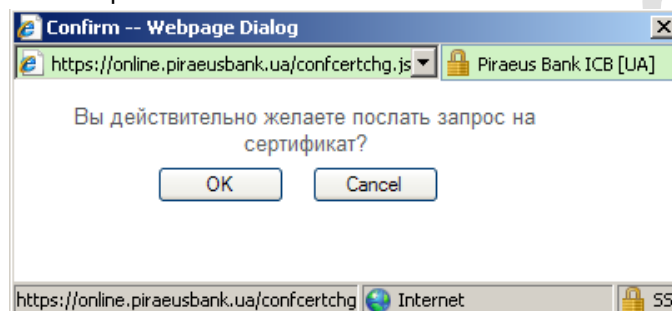 Confirm -- Webpage Dialog
https://online.piraeusbank.ua/confcertchg.js Piraeus Bank ICB [UA]
Вы действительно желаете послать запрос на
сертификат?
OK Cancel
https://online.piraeusbank.ua/confcertchg Internet